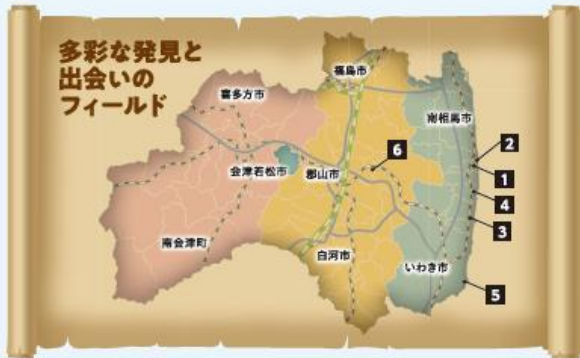 多彩な発見と
出会いの
フィールド
福島市
喜多方市
南相馬市
2
6
1
会津若松市
郡山市
4
3
南会津町
白河市
いわき市
5